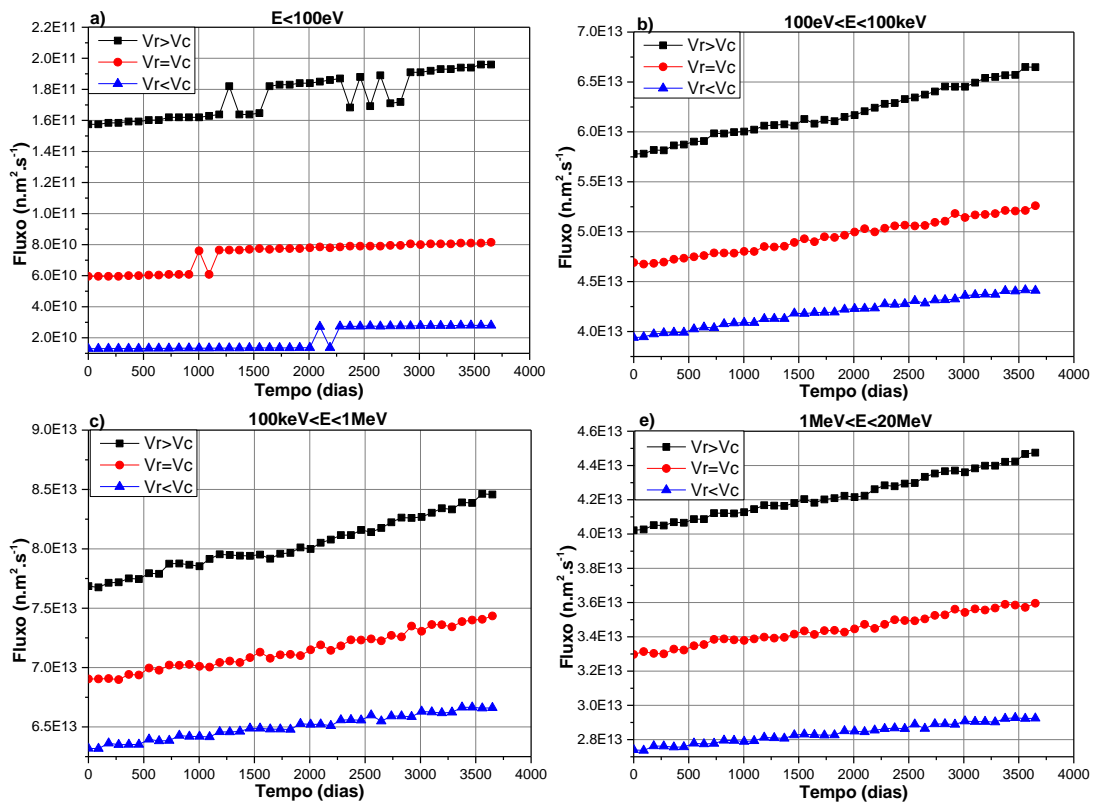 a)
E<100eV
Vr>Vc
Vr=Vc
Vr<Vc
2.2E11
2.0E11
1.8E11
1.6E11
1.4E11
1.2E11
1.0E11
8.0E10
6.0E10
4.0E10
2.0E10
Fluxo (n.m².s⁻¹)
0 500 1000 1500 2000 2500 3000 3500 4000
Tempo (dias)
b)
100eV<E<100keV
Vr>Vc
Vr=Vc
Vr<Vc
7.0E13
6.5E13
6.0E13
5.5E13
5.0E13
4.5E13
4.0E13
Fluxo (n.m².s⁻¹)
0 500 1000 1500 2000 2500 3000 3500 4000
Tempo (dias)
c)
100keV<E<1MeV
Vr>Vc
Vr=Vc
Vr<Vc
9.0E13
8.5E13
8.0E13
7.5E13
7.0E13
6.5E13
Fluxo (n.m².s⁻¹)
0 500 1000 1500 2000 2500 3000 3500 4000
Tempo (dias)
e)
1MeV<E<20MeV
Vr>Vc
Vr=Vc
Vr<Vc
4.6E13
4.4E13
4.2E13
4.0E13
3.8E13
3.6E13
3.4E13
3.2E13
3.0E13
2.8E13
Fluxo (n.m².s⁻¹)
0 500 1000 1500 2000 2500 3000 3500 4000
Tempo (dias)